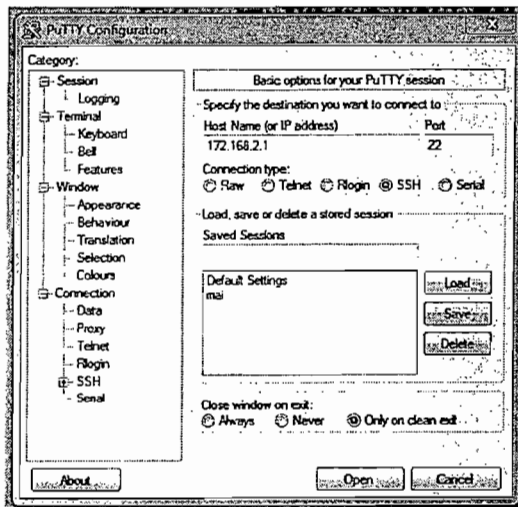 PuTTY Configuration
Category:
Session
Logging
Terminal
Keyboard
Bell
Features
Window
Appearance
Behaviour
Translation
Selection
Colours
Connection
Data
Proxy
Telnet
Rlogin
SSH
Serial
About
Basic options for your PuTTY session
Specify the destination you want to connect to
Host Name (or IP address) Port
172.168.2.1 22
Connection type:
Raw Telnet Rlogin SSH Serial
Load, save or delete a stored session
Saved Sessions
Default Settings
mai
Load
Save
Delete
Close window on exit:
Always Never Only on clean exit
Open Cancel